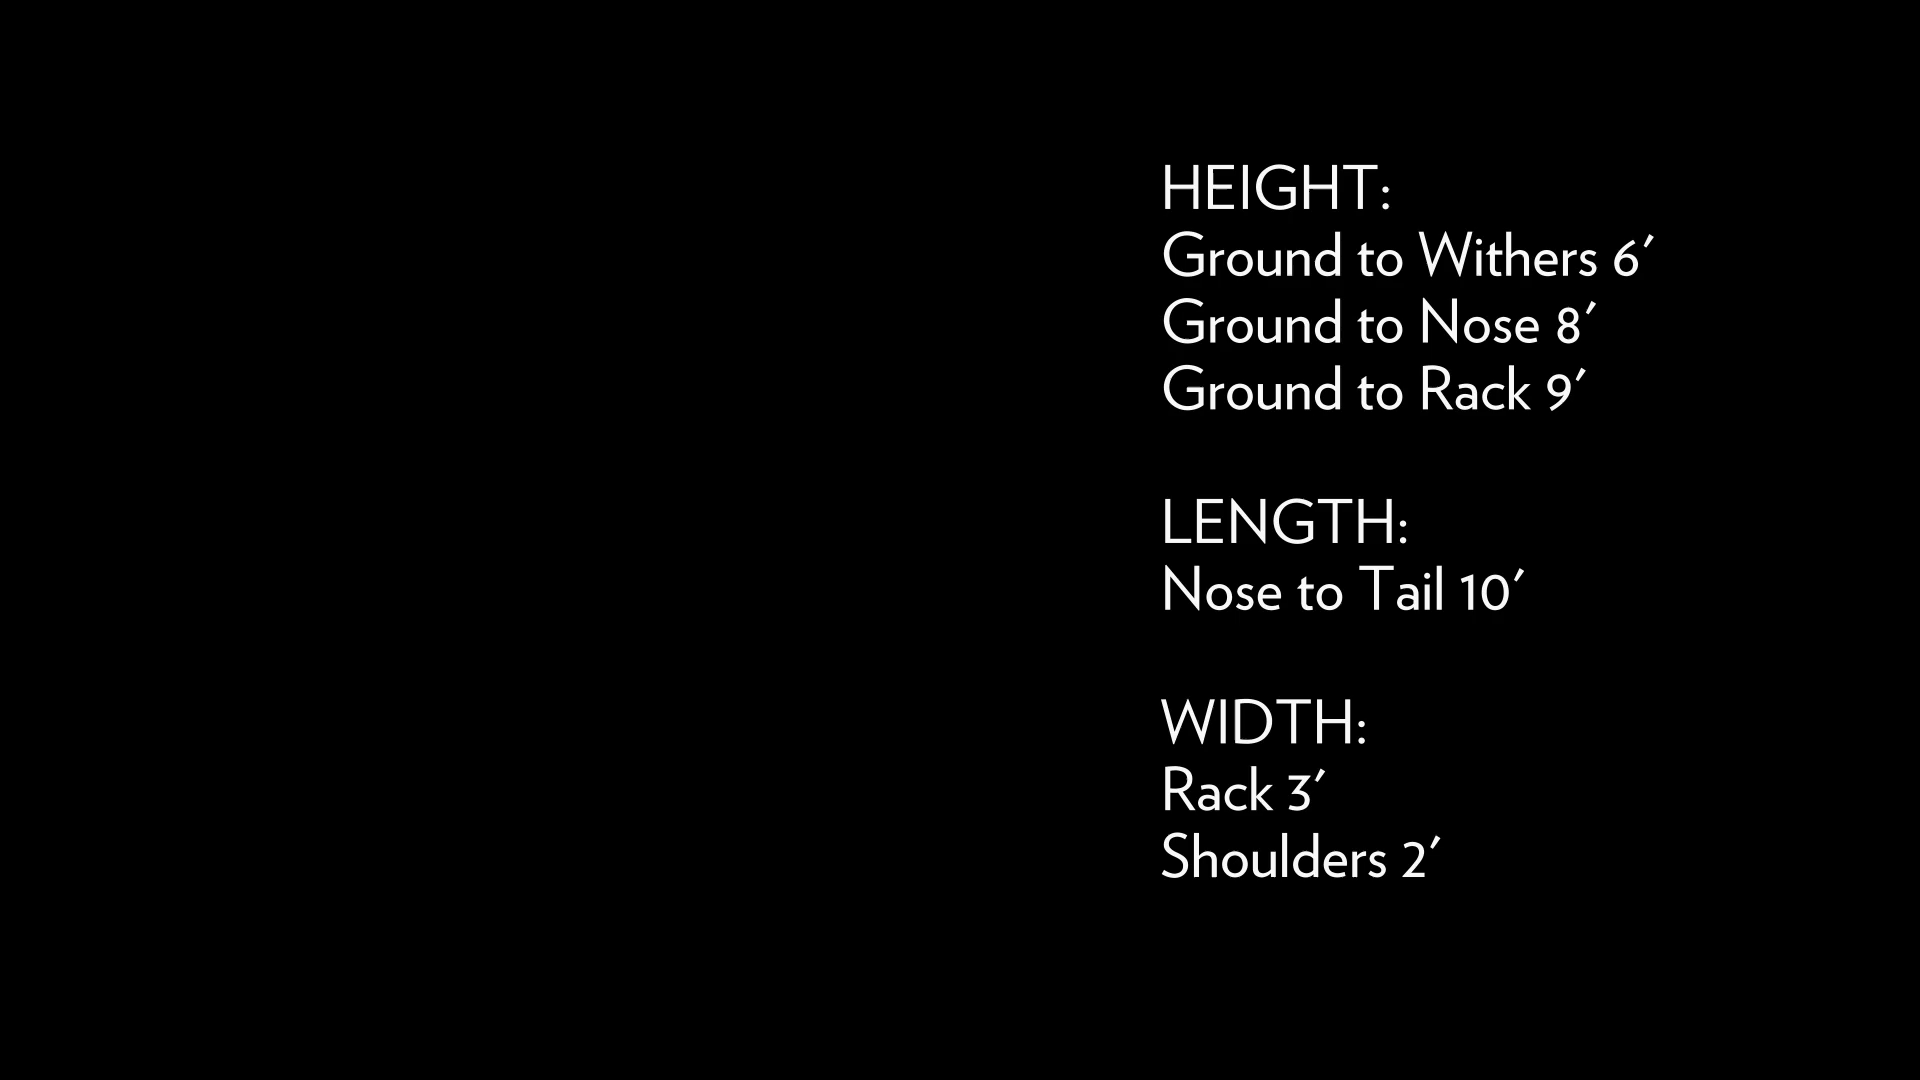 HEIGHT:
Ground to Withers 6′
Ground to Nose 8′
Ground to Rack 9′
LENGTH:
Nose to Tail 10′
WIDTH:
Rack 3′
Shoulders 2′